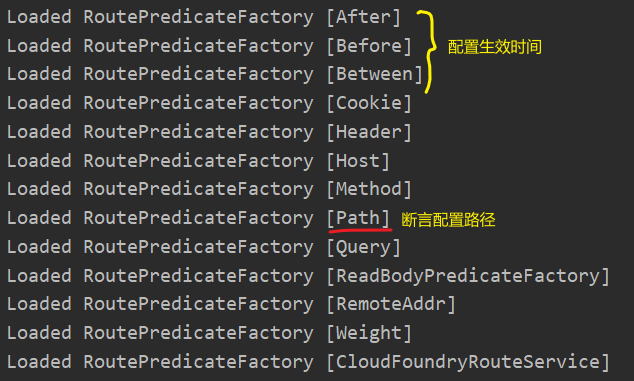 Loaded RoutePredicateFactory [After]
Loaded RoutePredicateFactory [Before]
配置生效时间
Loaded RoutePredicateFactory [Between]
Loaded RoutePredicateFactory [Cookie]
Loaded RoutePredicateFactory [Header]
Loaded RoutePredicateFactory [Host]
Loaded RoutePredicateFactory [Method]
Loaded RoutePredicateFactory [Path]
断言配置路径
Loaded RoutePredicateFactory [Query]
Loaded RoutePredicateFactory [ReadBodyPredicateFactory]
Loaded RoutePredicateFactory [RemoteAddr]
Loaded RoutePredicateFactory [Weight]
Loaded RoutePredicateFactory [CloudFoundryRouteService]